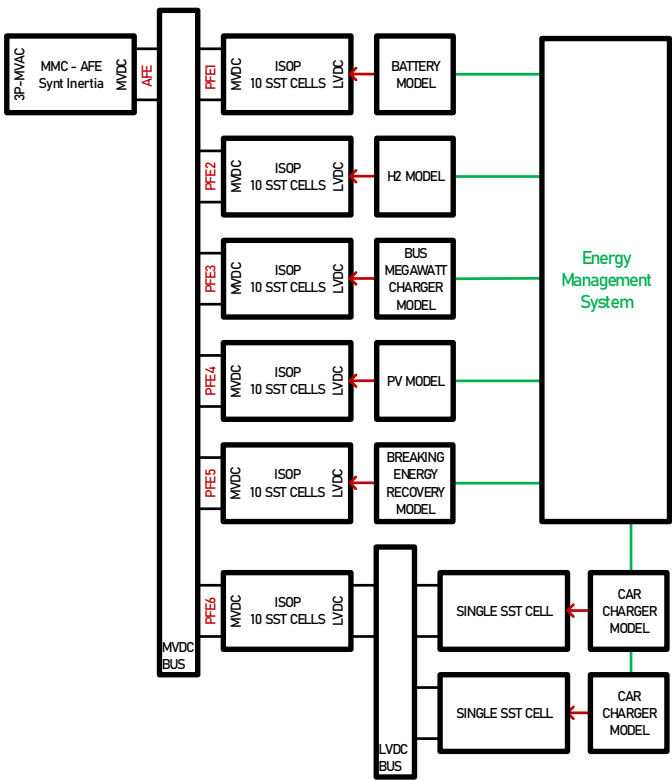 3P-MVAC
MMC - AFE
Synt Inertia
MVDC
AFE
PFE1
MVDC
ISOP
10 SST CELLS
LVDC
BATTERY
MODEL
PFE2
MVDC
ISOP
10 SST CELLS
LVDC
H2 MODEL
PFE3
MVDC
ISOP
10 SST CELLS
LVDC
BUS
MEGAWATT
CHARGER
MODEL
Energy
Management
System
PFE4
MVDC
ISOP
10 SST CELLS
LVDC
PV MODEL
PFE5
MVDC
ISOP
10 SST CELLS
LVDC
BREAKING
ENERGY
RECOVERY
MODEL
PFE6
MVDC
ISOP
10 SST CELLS
LVDC
SINGLE SST CELL
CAR
CHARGER
MODEL
MVDC
BUS
SINGLE SST CELL
CAR
CHARGER
MODEL
LVDC
BUS